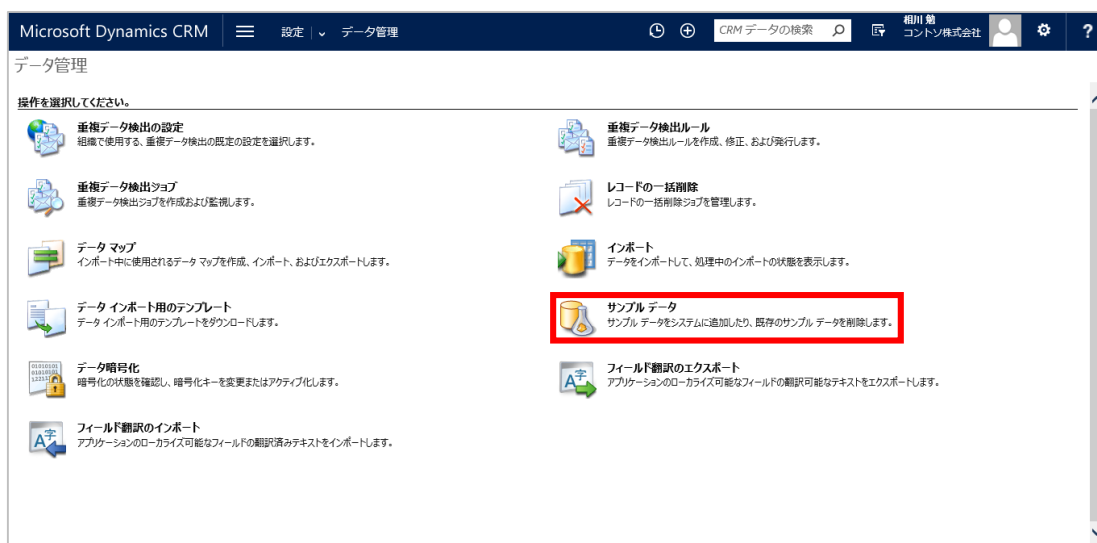 Microsoft Dynamics CRM 設定 データ管理 CRM データの検索 相川 勉
コントソ株式会社 ?
データ管理
操作を選択してください。
重複データ検出の設定
組織で使用する、重複データ検出の既定の設定を選択します。
重複データ検出ルール
重複データ検出ルールを作成、修正、および発行します。
重複データ検出ジョブ
重複データ検出ジョブを作成および監視します。
レコードの一括削除
レコードの一括削除ジョブを管理します。
データ マップ
インポート中に使用されるデータ マップを作成、インポート、およびエクスポートします。
インポート
データをインポートして、処理中のインポートの状態を表示します。
データ インポート用のテンプレート
データ インポート用のテンプレートをダウンロードします。
サンプル データ
サンプル データをシステムに追加したり、既存のサンプル データを削除します。
データ暗号化
暗号化の状態を確認し、暗号化キーを変更またはアクティブ化します。
フィールド翻訳のエクスポート
アプリケーションのローカライズ可能なフィールドの翻訳可能なテキストをエクスポートします。
フィールド翻訳のインポート
アプリケーションのローカライズ可能なフィールドの翻訳済みテキストをインポートします。